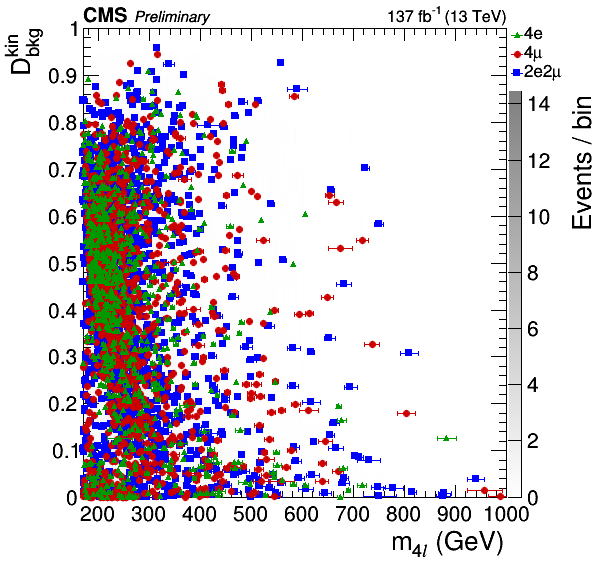 CMS Preliminary 137 fb⁻¹ (13 TeV)
D_bkg^kin
1
0.9
0.8
0.7
0.6
0.5
0.4
0.3
0.2
0.1
0
4e
4μ
2e2μ
14
12
10
8
6
4
2
0
Events / bin
200 300 400 500 600 700 800 900 1000
m_4l (GeV)